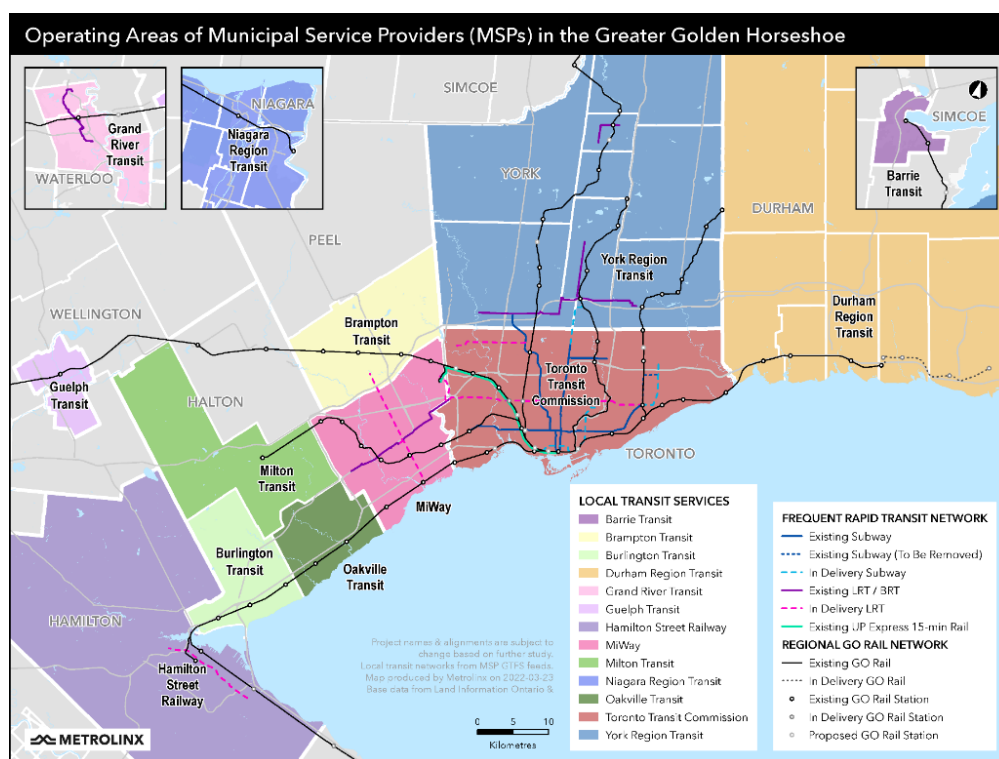 Operating Areas of Municipal Service Providers (MSPs) in the Greater Golden Horseshoe
Grand
River
Transit
WATERLOO
NIAGARA
Niagara
Region
Transit
SIMCOE
SIMCOE
Barrie
Transit
YORK
DURHAM
PEEL
York Region
Transit
WELLINGTON
Brampton
Transit
Durham
Region
Transit
Guelph
Transit
HALTON
Toronto
Transit
Commission
TORONTO
Milton
Transit
MiWay
Burlington
Transit
Oakville
Transit
HAMILTON
Hamilton
Street
Railway
Project names & alignments are subject to
change based on further study.
Local transit networks from MSP GTFS feeds.
Map produced by Metrolinx on 2022-03-23
Base data from Land Information Ontario &
0 5 10
Kilometres
METROLINX
LOCAL TRANSIT SERVICES
Barrie Transit
Brampton Transit
Burlington Transit
Durham Region Transit
Grand River Transit
Guelph Transit
Hamilton Street Railway
MiWay
Milton Transit
Niagara Region Transit
Oakville Transit
Toronto Transit Commission
York Region Transit
FREQUENT RAPID TRANSIT NETWORK
Existing Subway
Existing Subway (To Be Removed)
In Delivery Subway
Existing LRT / BRT
In Delivery LRT
Existing UP Express 15-min Rail
REGIONAL GO RAIL NETWORK
Existing GO Rail
In Delivery GO Rail
Existing GO Rail Station
In Delivery GO Rail Station
Proposed GO Rail Station